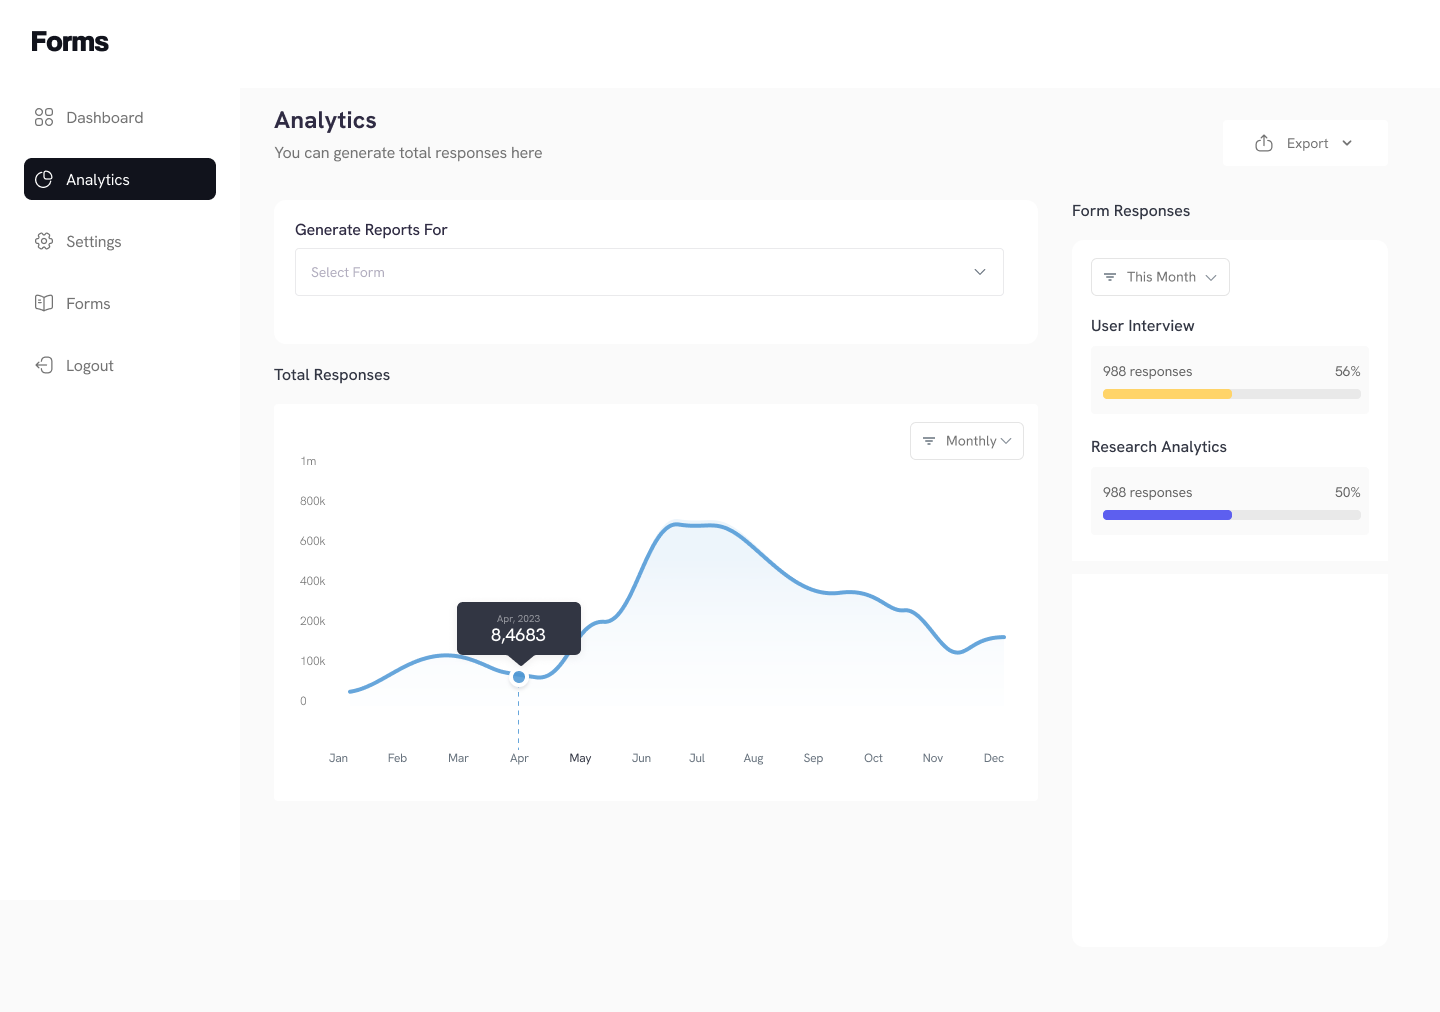 Forms
Dashboard
Analytics
Settings
Forms
Logout
Analytics
You can generate total responses here
Export
Generate Reports For
Select Form
Total Responses
Monthly
1m
800k
600k
400k
200k
100k
0
Apr, 2023
8,4683
Jan Feb Mar Apr May Jun Jul Aug Sep Oct Nov Dec
Form Responses
This Month
User Interview
988 responses 56%
Research Analytics
988 responses 50%